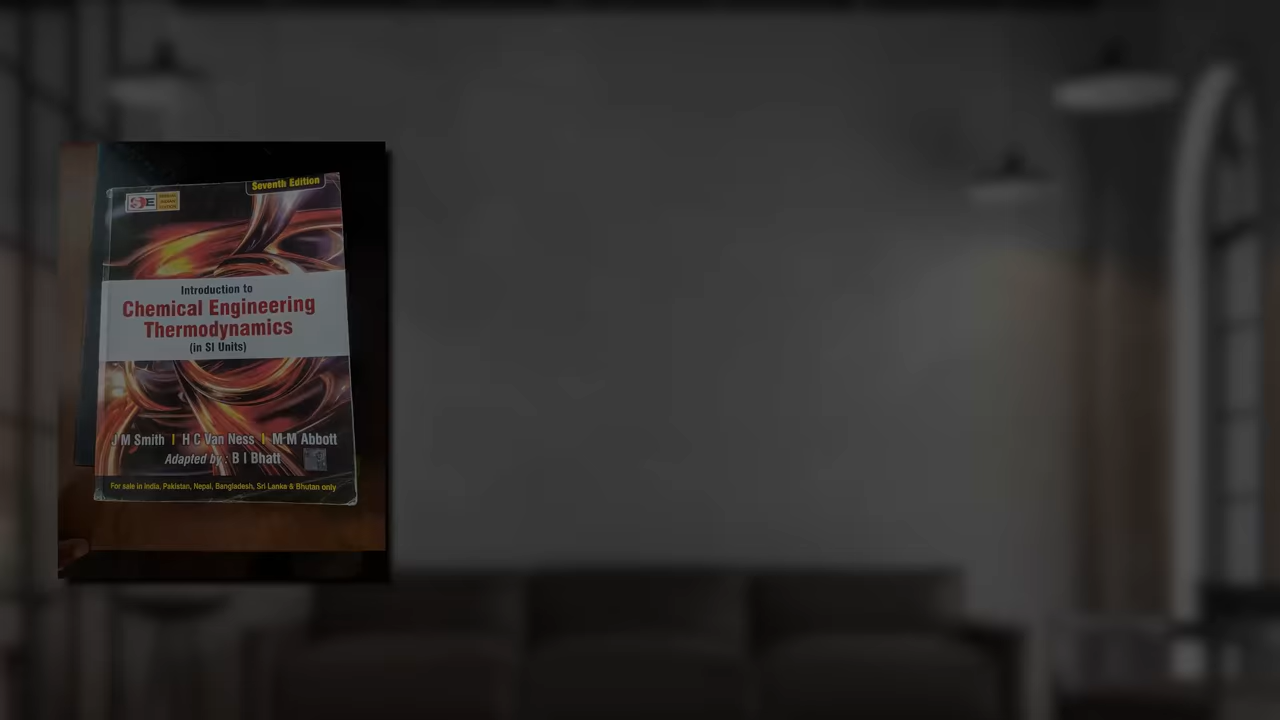 Seventh Edition
SE
Introduction to
Chemical Engineering
Thermodynamics
(in SI Units)
J M Smith | H C Van Ness | M M Abbott
Adapted by : B I Bhatt
For sale in India, Pakistan, Nepal, Bangladesh, Sri Lanka & Bhutan only